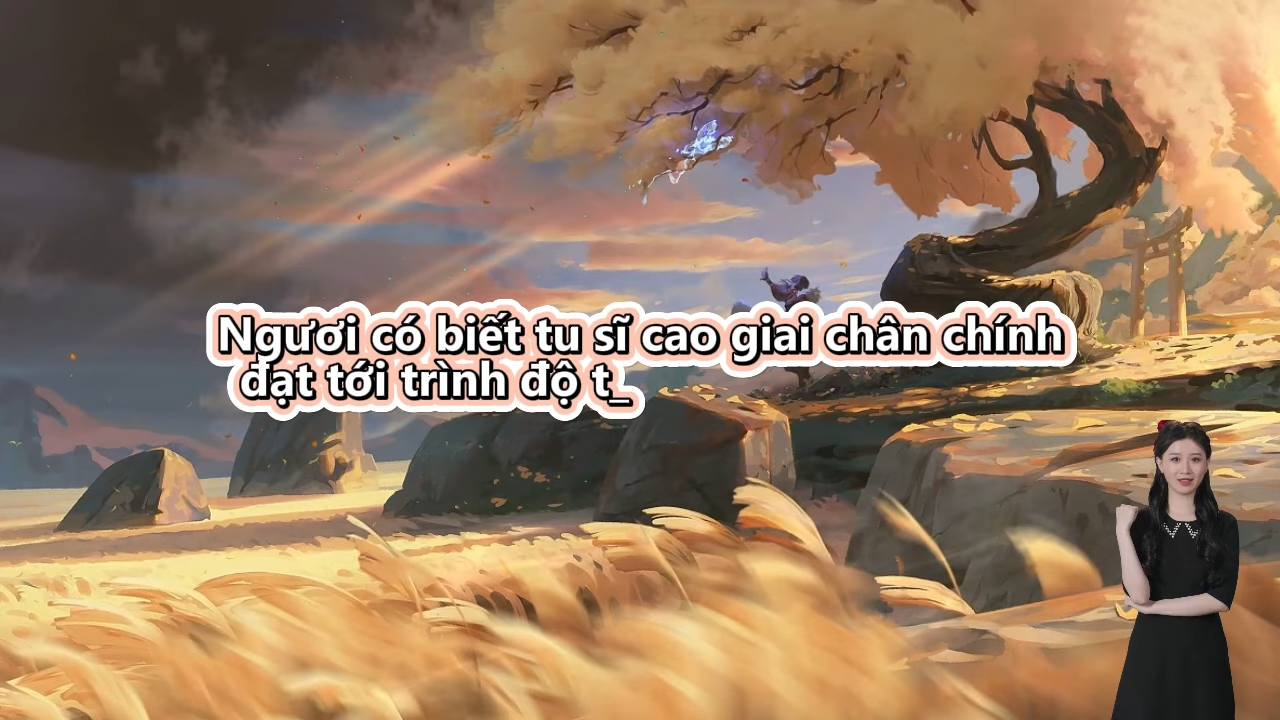 Ngươi có biết tu sĩ cao giai chân chính
đạt tới trình độ t_